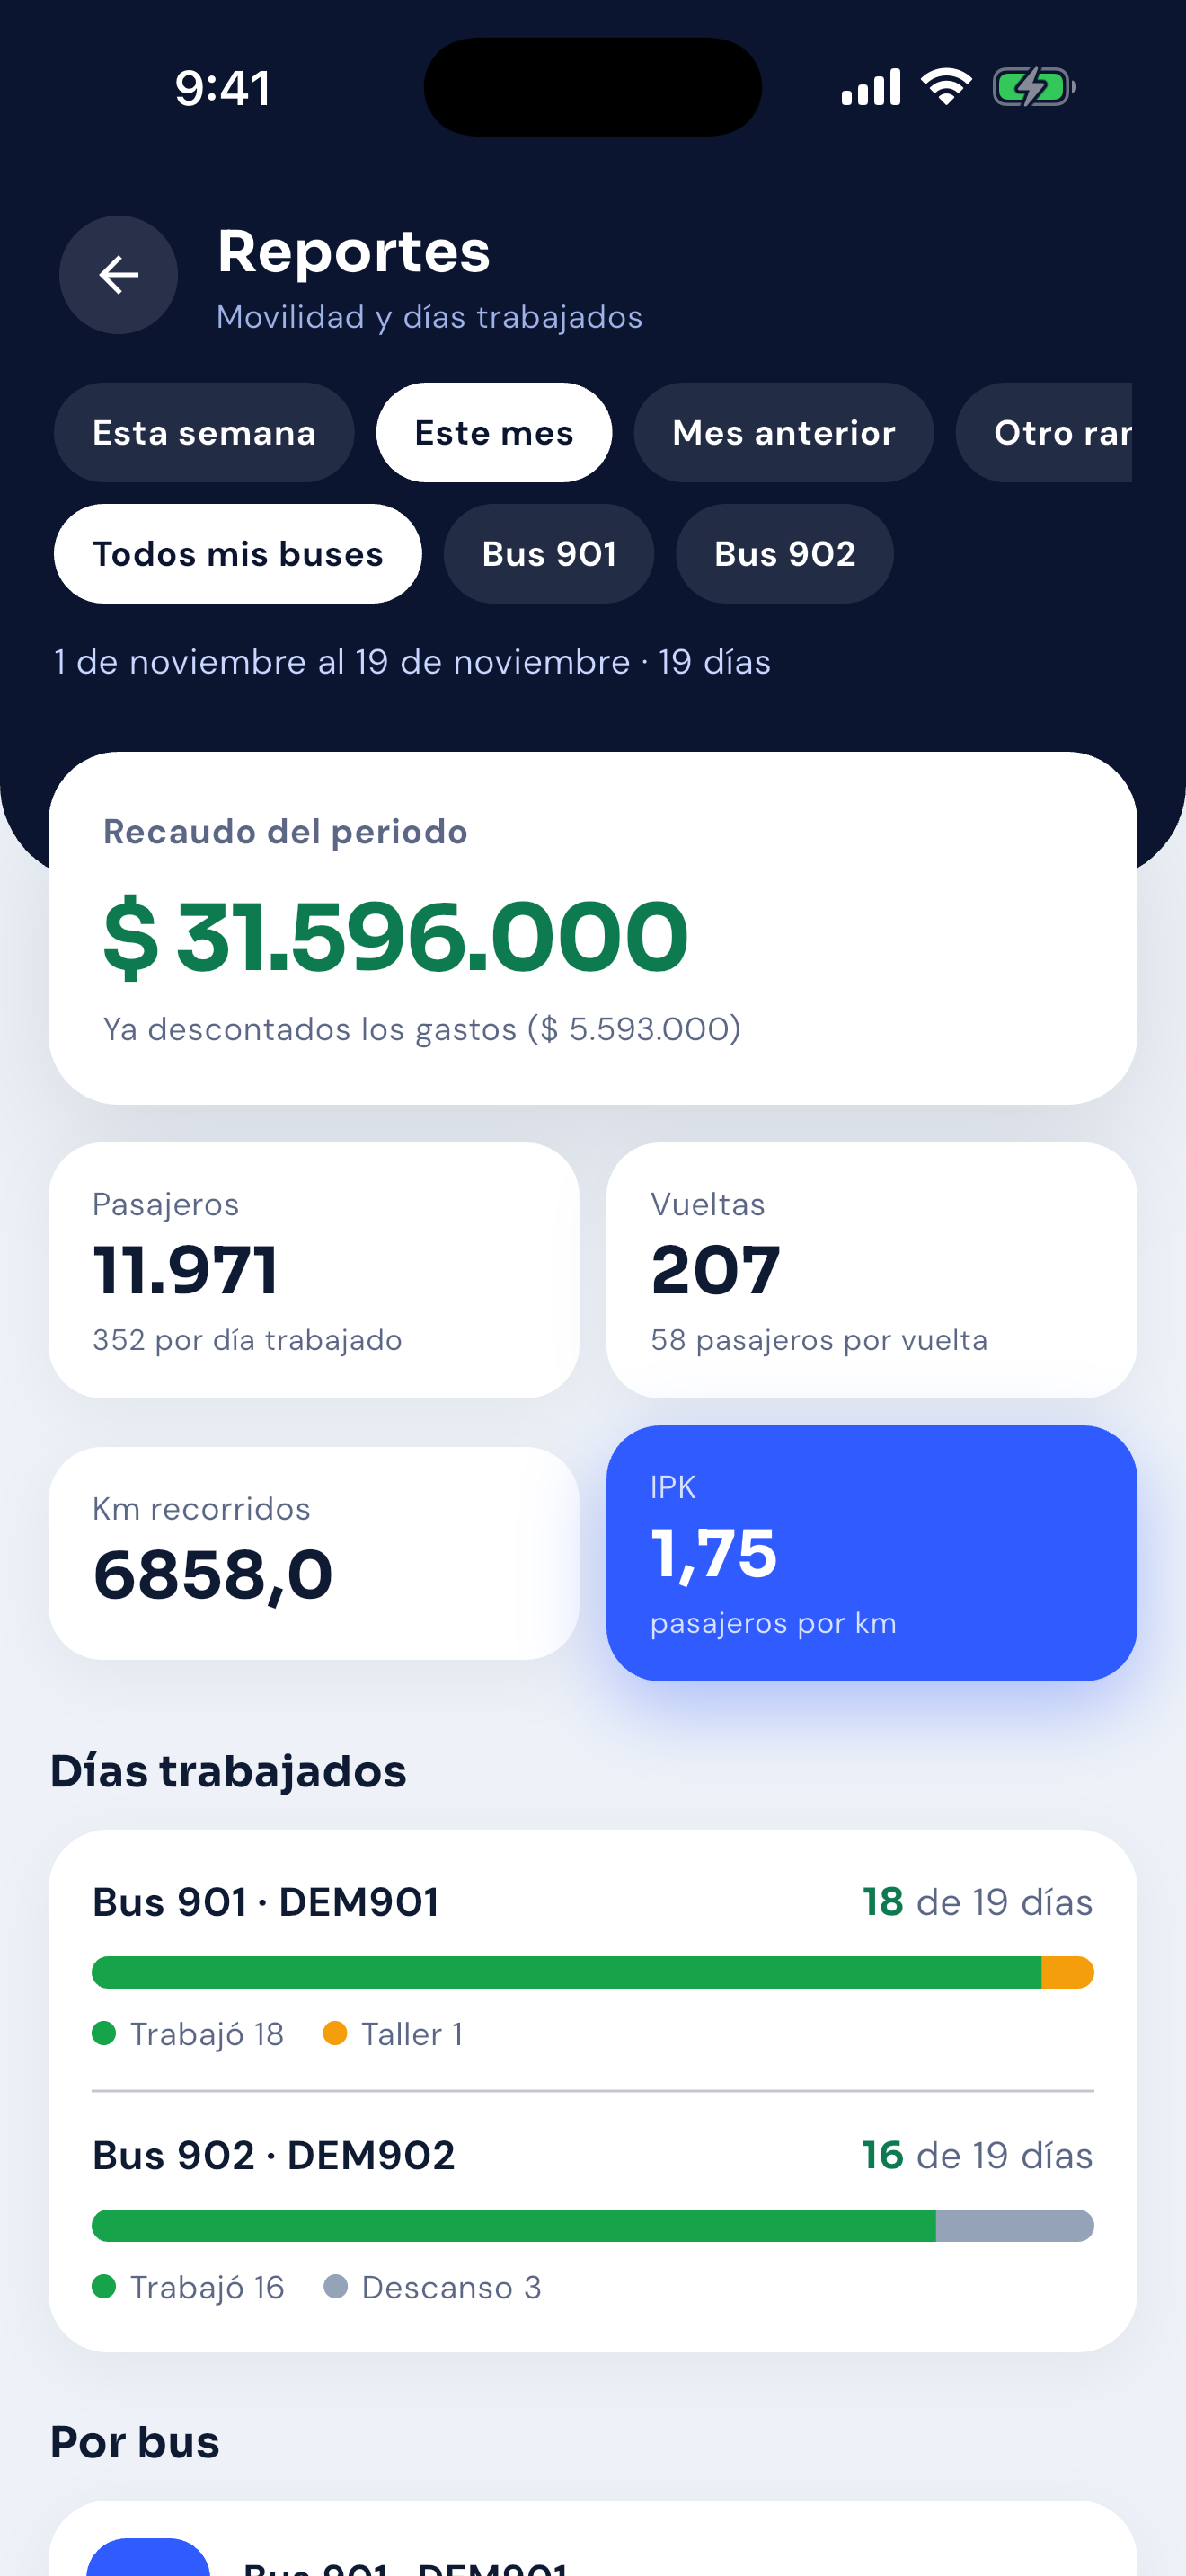 9:41
Reportes
Movilidad y días trabajados
Esta semana
Este mes
Mes anterior
Otro
Todos mis buses
Bus 901
Bus 902
1 de noviembre al 19 de noviembre · 19 días
Recaudo del periodo
$ 31.596.000
Ya descontados los gastos ($ 5.593.000)
Pasajeros
11.971
352 por día trabajado
Vueltas
207
58 pasajeros por vuelta
Km recorridos
6858,0
IPK
1,75
pasajeros por km
Días trabajados
Bus 901 · DEM901
18 de 19 días
Trabajó 18
Taller 1
Bus 902 · DEM902
16 de 19 días
Trabajó 16
Descanso 3
Por bus
Bus 901 · DEM901